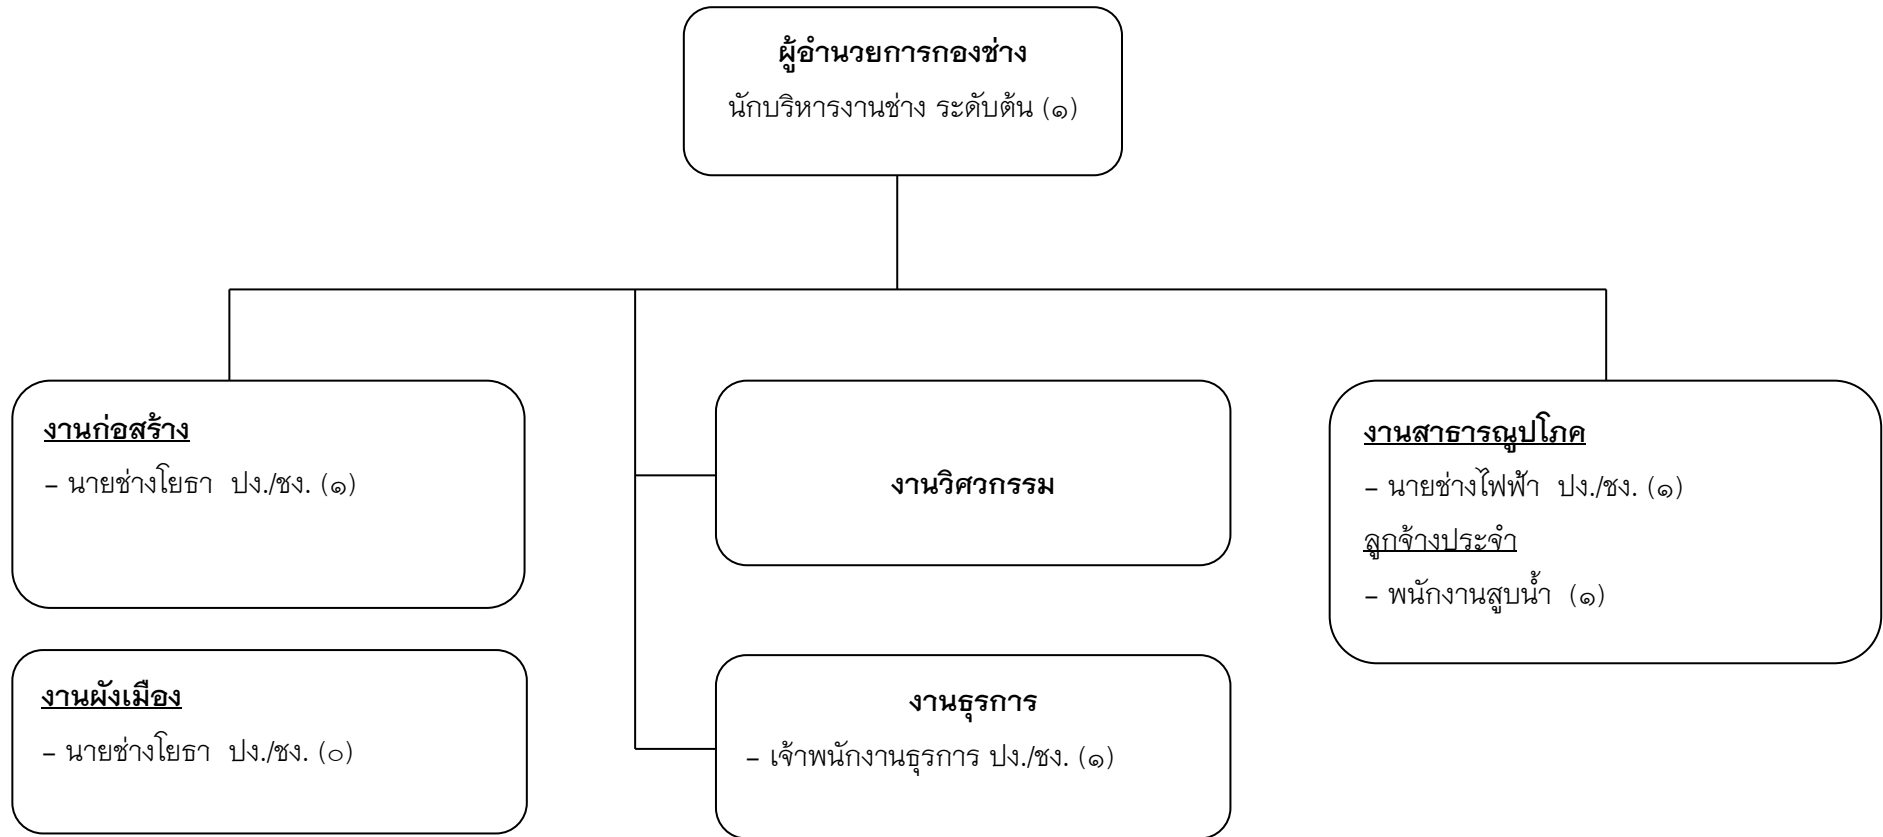 ผู้อำนวยการกองช่าง
นักบริหารงานช่าง ระดับต้น (๑)
งานก่อสร้าง
- นายช่างโยธา ปง./ชง. (๑)
งานผังเมือง
- นายช่างโยธา ปง./ชง. (๐)
งานวิศวกรรม
งานธุรการ
- เจ้าพนักงานธุรการ ปง./ชง. (๑)
งานสาธารณูปโภค
- นายช่างไฟฟ้า ปง./ชง. (๑)
ลูกจ้างประจำ
- พนักงานสูบน้ำ (๑)